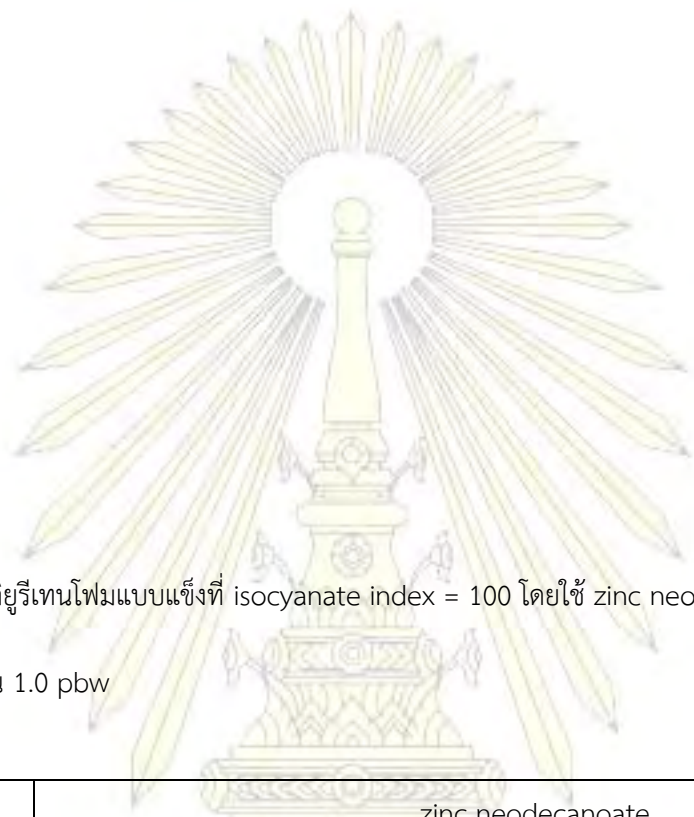 ยูรีเทนโฟมแบบแข็งที่ isocyanate index = 100 โดยใช้ zinc neo
1.0 pbw
zinc neodecanoate